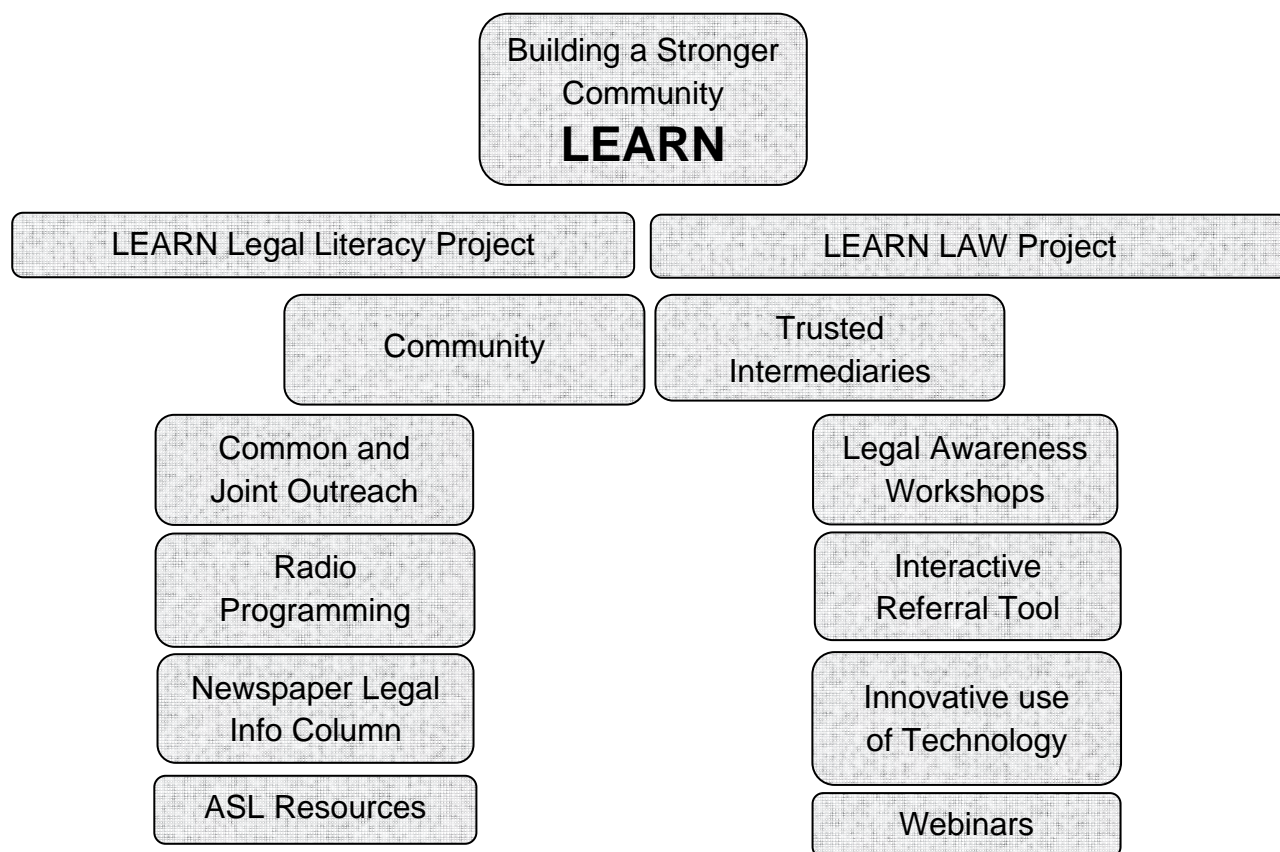 Building a Stronger
Community
LEARN
LEARN Legal Literacy Project
LEARN LAW Project
Community
Trusted
Intermediaries
Common and
Joint Outreach
Radio
Programming
Newspaper Legal
Info Column
ASL Resources
Legal Awareness
Workshops
Interactive
Referral Tool
Innovative use
of Technology
Webinars